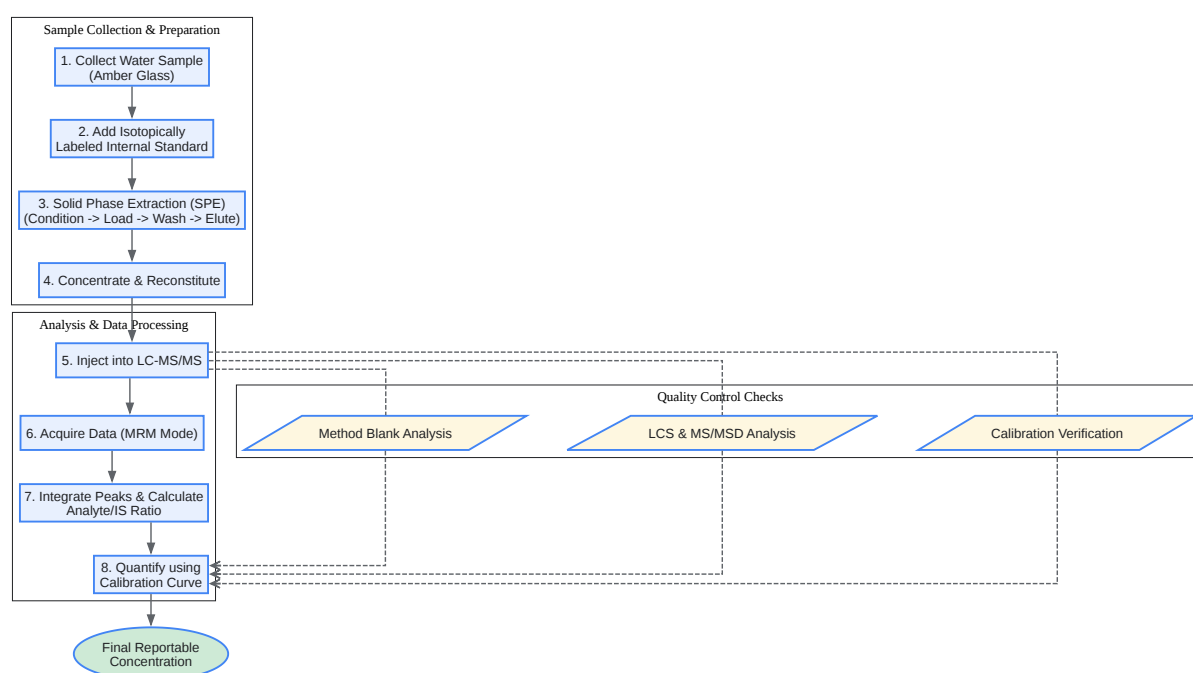 Sample Collection & Preparation
1. Collect Water Sample
(Amber Glass)
2. Add Isotopically
Labeled Internal Standard
3. Solid Phase Extraction (SPE)
(Condition -> Load -> Wash -> Elute)
4. Concentrate & Reconstitute
Analysis & Data Processing
5. Inject into LC-MS/MS
6. Acquire Data (MRM Mode)
7. Integrate Peaks & Calculate
Analyte/IS Ratio
8. Quantify using
Calibration Curve
Quality Control Checks
Method Blank Analysis
LCS & MS/MSD Analysis
Calibration Verification
Final Reportable
Concentration